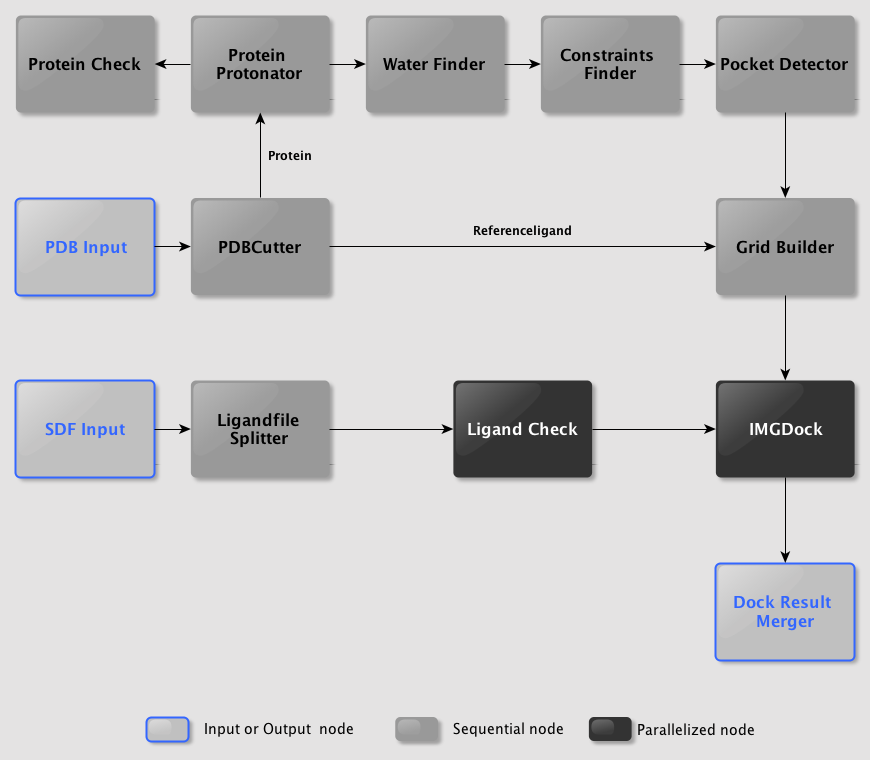 Protein Check
Protein
Protonator
Water Finder
Constraints
Finder
Pocket Detector
Protein
PDB Input
PDBCutter
Referenceligand
Grid Builder
SDF Input
Ligandfile
Splitter
Ligand Check
IMGDock
Dock Result
Merger
Input or Output node
Sequential node
Parallelized node